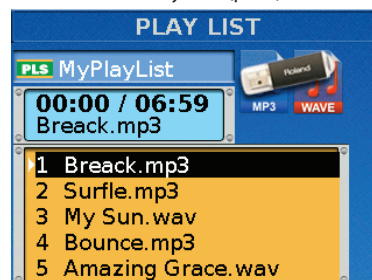 PLAY LIST
PLS MyPlayList
Roland
MP3 WAVE
00:00 / 06:59
Breack.mp3
1 Breack.mp3
2 Surfle.mp3
3 My Sun.wav
4 Bounce.mp3
5 Amazing Grace.wav